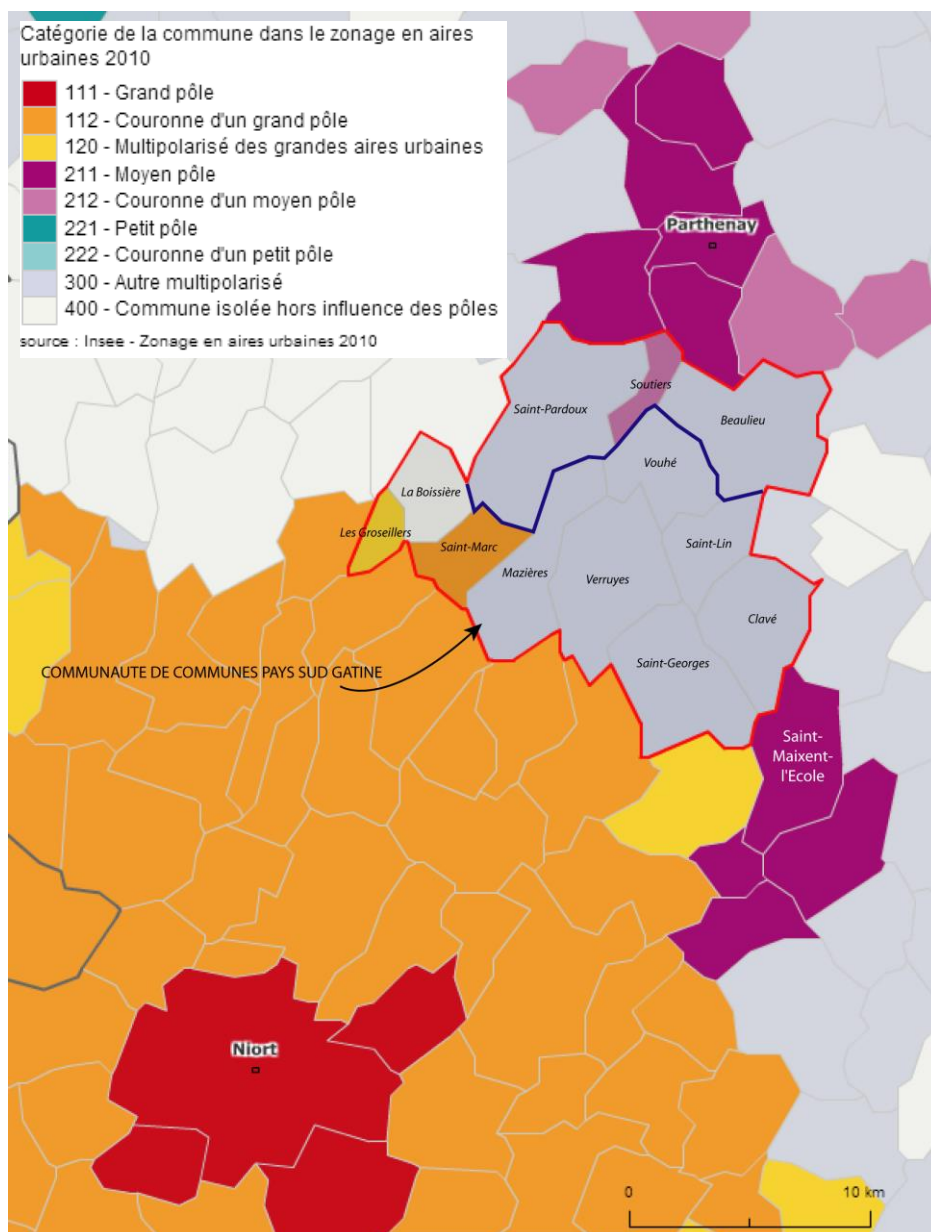 Catégorie de la commune dans le zonage en aires
urbaines 2010
111 - Grand pôle
112 - Couronne d'un grand pôle
120 - Multipolarisé des grandes aires urbaines
211 - Moyen pôle
212 - Couronne d'un moyen pôle
221 - Petit pôle
222 - Couronne d'un petit pôle
300 - Autre multipolarisé
400 - Commune isolée hors influence des pôles
source : Insee - Zonage en aires urbaines 2010
Parthenay
Soutiers
Saint-Pardoux
Beaulieu
Vouhé
La Boissière
Les Groseillers
Saint-Marc
Saint-Lin
Mazières
Verruyes
Clavé
Saint-Georges
COMMUNAUTE DE COMMUNES PAYS SUD GATINE
Saint-
Maixent-
l'Ecole
Niort
0 10 km